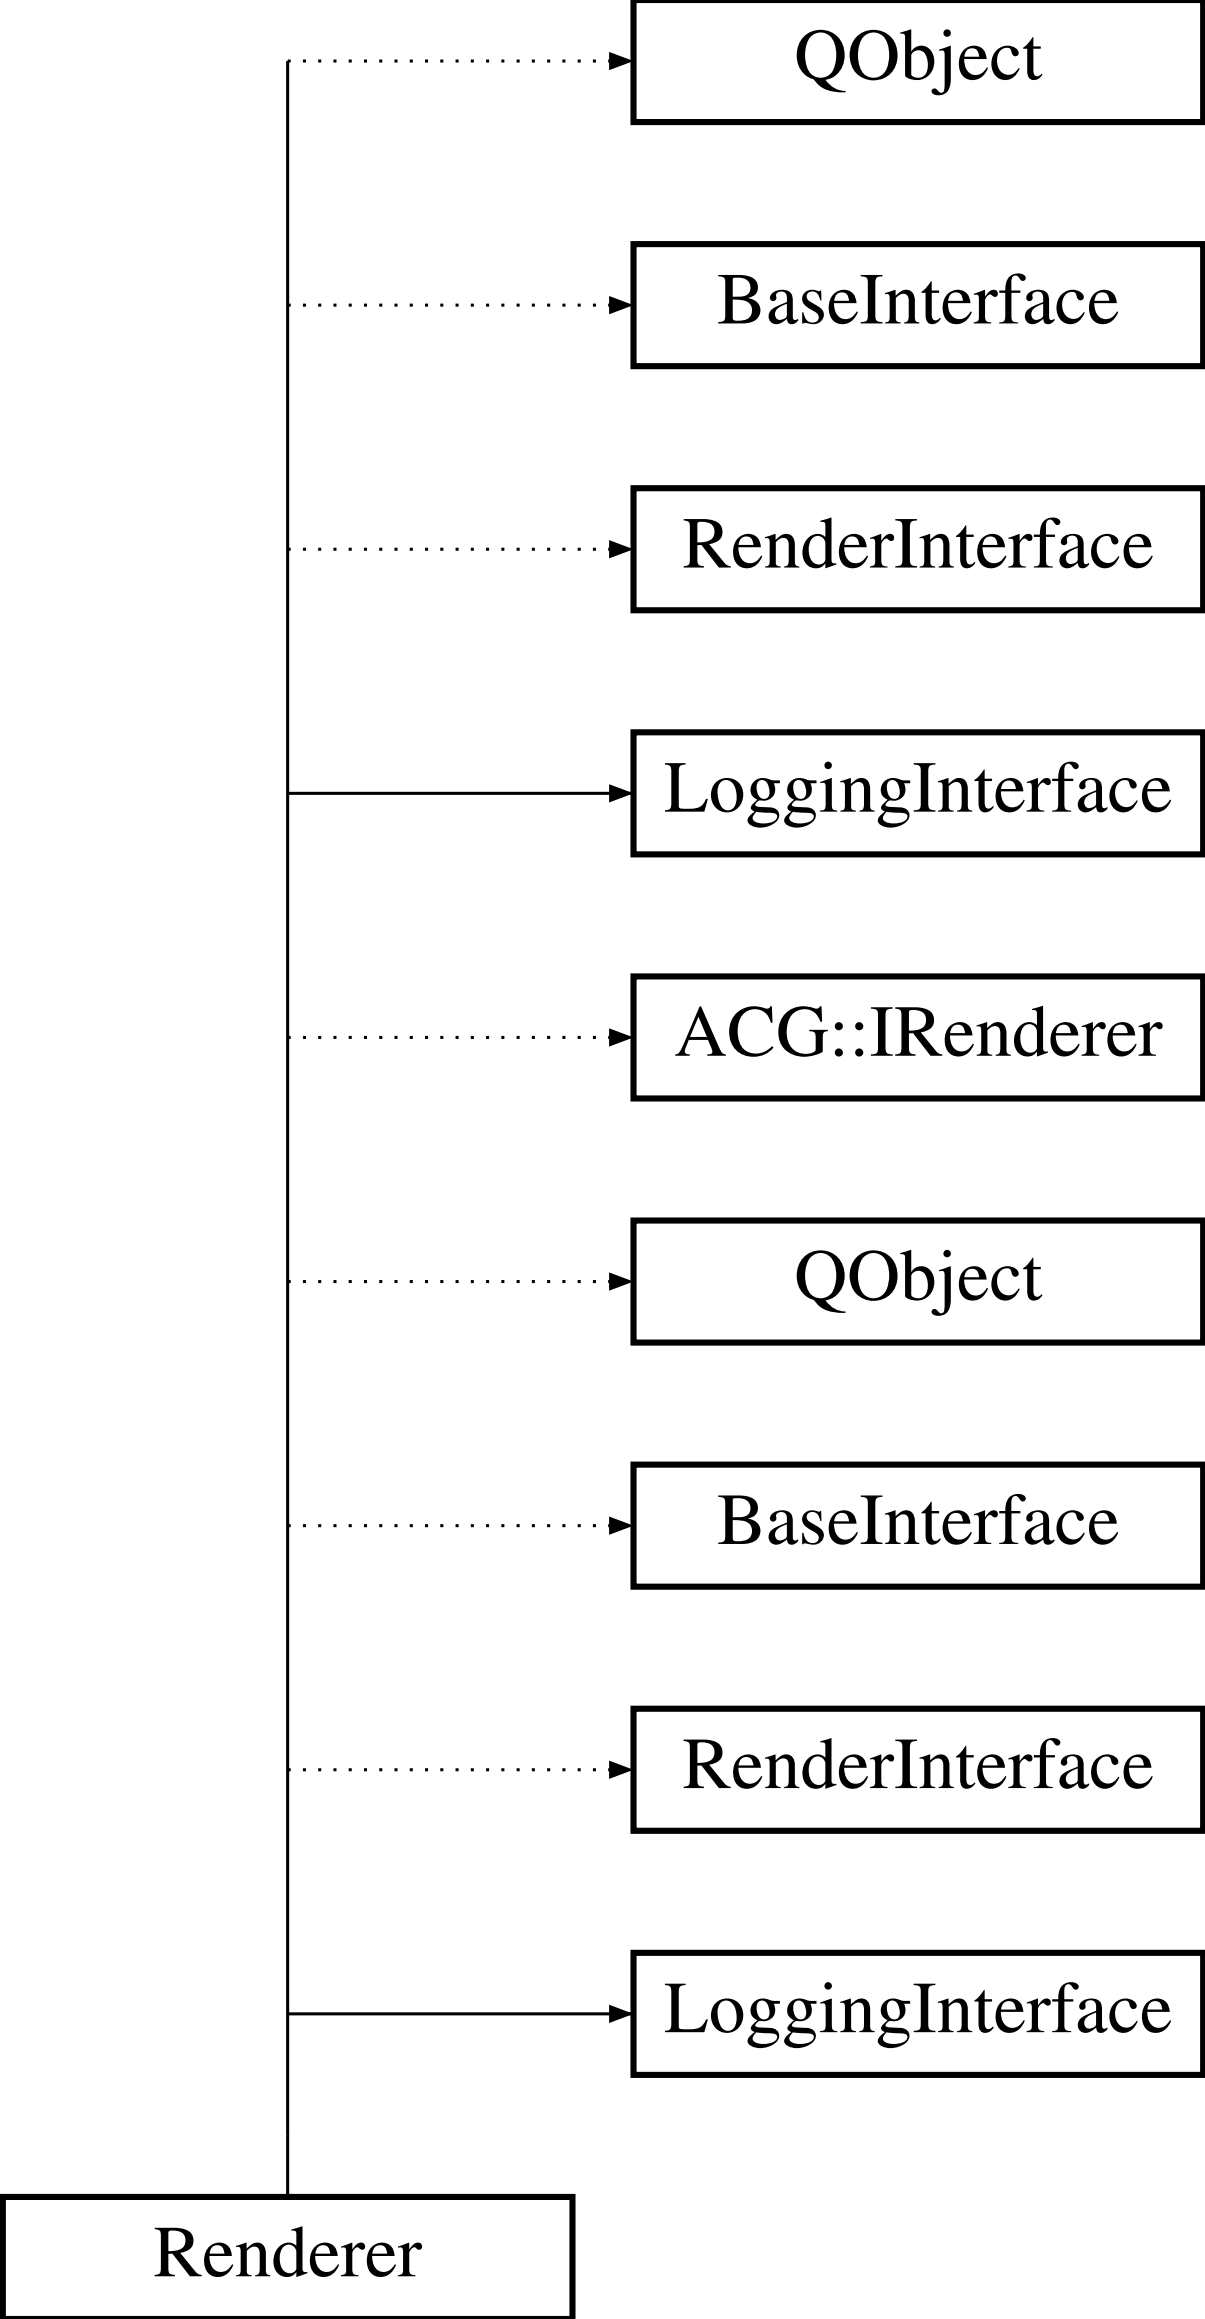 QObject
BaseInterface
RenderInterface
LoggingInterface
ACG::IRenderer
QObject
BaseInterface
RenderInterface
LoggingInterface
Renderer